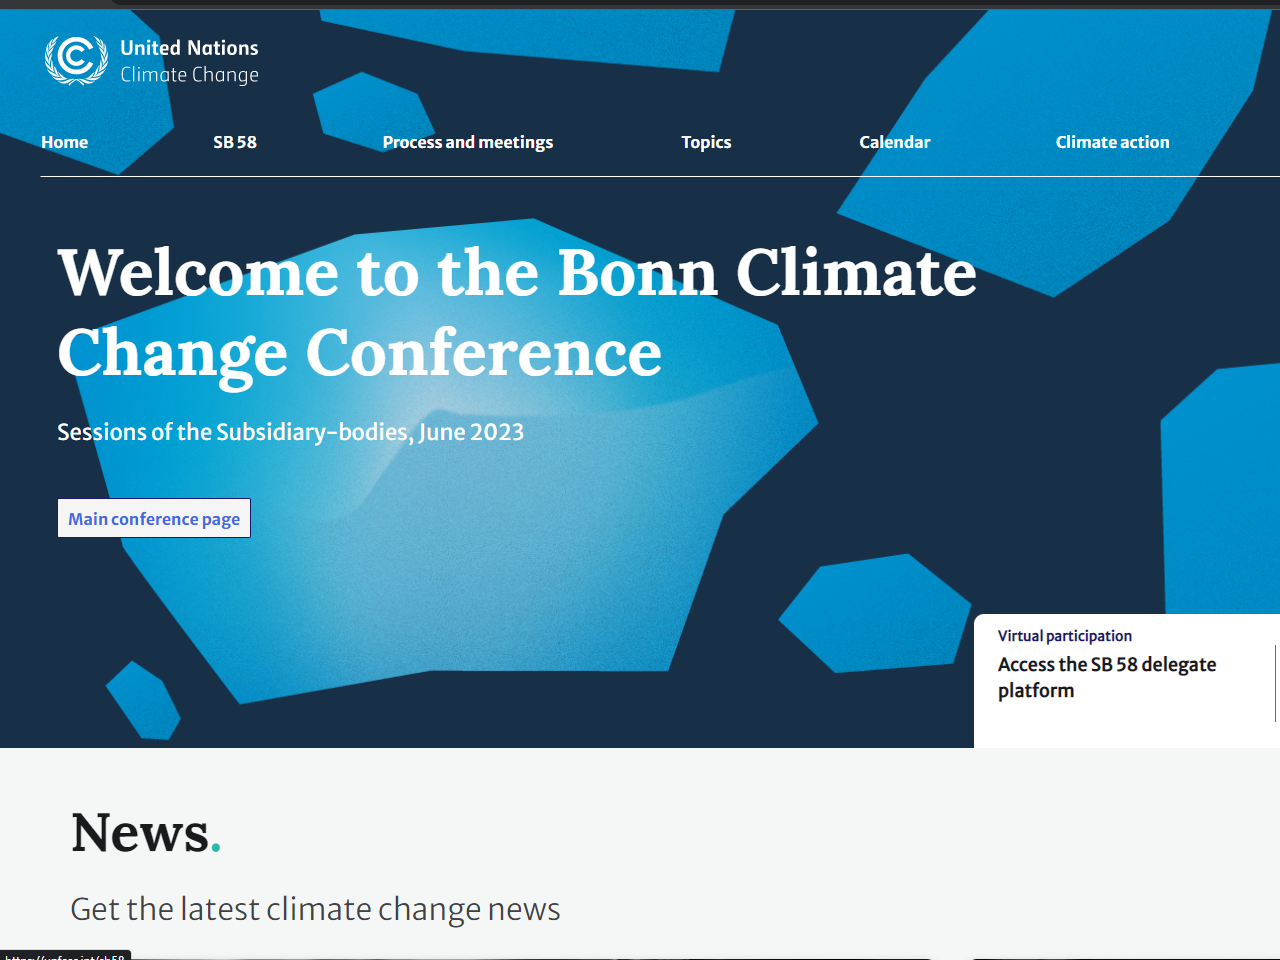 United Nations
Climate Change
Home SB 58 Process and meetings Topics Calendar Climate action
Welcome to the Bonn Climate
Change Conference
Sessions of the Subsidiary-bodies, June 2023
Main conference page
Virtual participation
Access the SB 58 delegate
platform
News.
Get the latest climate change news